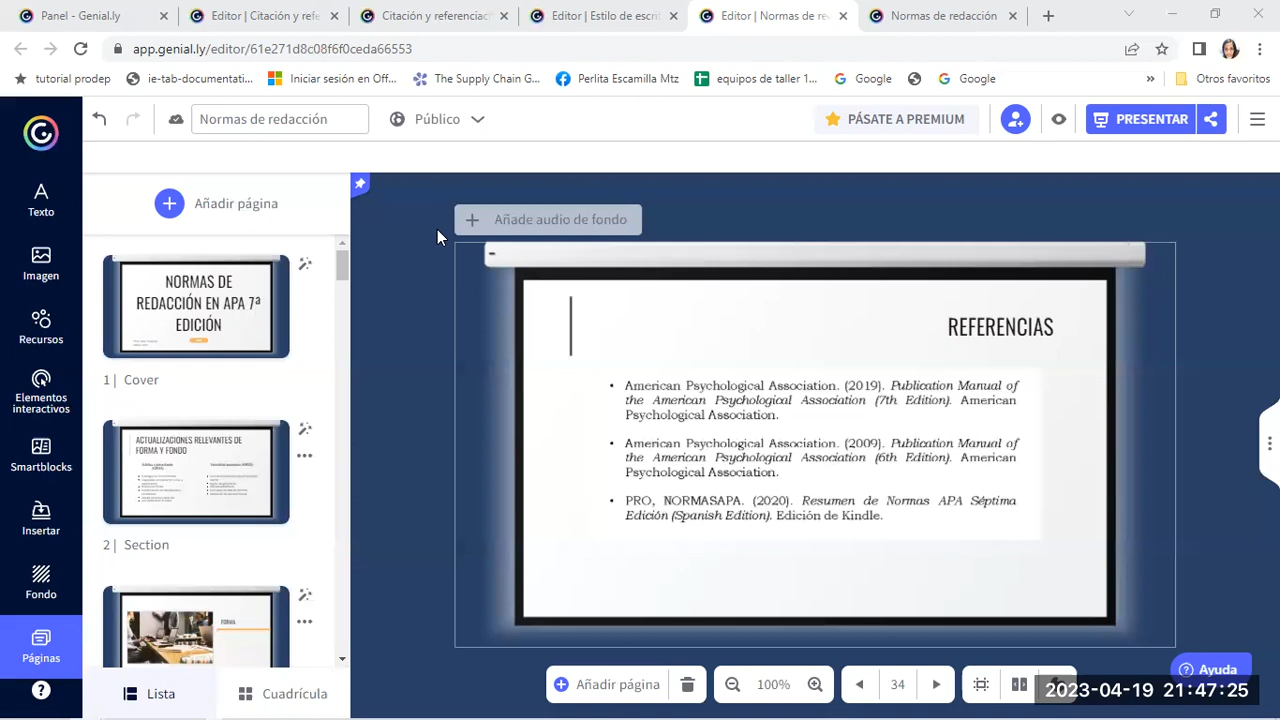 Panel - Genial.ly
Editor | Citación y refe
Citación y referenciac
Editor | Estilo de escri
Editor | Normas de re
Normas de redacción
app.genial.ly/editor/61e271d8c08f6f0ceda66553
tutorial prodep
ie-tab-documentati...
Iniciar sesión en Off...
The Supply Chain G...
Perlita Escamilla Mtz
equipos de taller 1...
Google
Google
»
Otros favoritos
Normas de redacción
Público
PÁSATE A PREMIUM
PRESENTAR
Texto
Imagen
Recursos
Elementos
interactivos
Smartblocks
Insertar
Fondo
Páginas
Añadir página
NORMAS DE
REDACCIÓN EN APA 7ª
EDICIÓN
1 | Cover
ACTUALIZACIONES RELEVANTES DE
FORMA Y FONDO
2 | Section
FORMA
Lista
Cuadrícula
Añade audio de fondo
REFERENCIAS
• American Psychological Association. (2019). Publication Manual of
the American Psychological Association (7th Edition). American
Psychological Association.
• American Psychological Association. (2009). Publication Manual of
the American Psychological Association (6th Edition). American
Psychological Association.
• PRO, NORMASAPA. (2020). Resumen de Normas APA Séptima
Edición (Spanish Edition). Edición de Kindle.
Añadir página
100%
34
Ayuda
2023-04-19 21:47:25